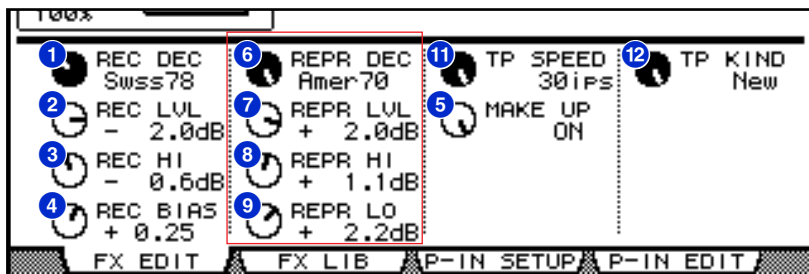 100%
1 REC DEC
Swss78
6 REPR DEC
Amer70
11 TP SPEED
30ips
12 TP KIND
New
2 REC LVL
- 2.0dB
7 REPR LVL
+ 2.0dB
5 MAKE UP
ON
3 REC HI
- 0.6dB
8 REPR HI
+ 1.1dB
4 REC BIAS
+ 0.25
9 REPR LO
+ 2.2dB
FX EDIT
FX LIB
P-IN SETUP
P-IN EDIT